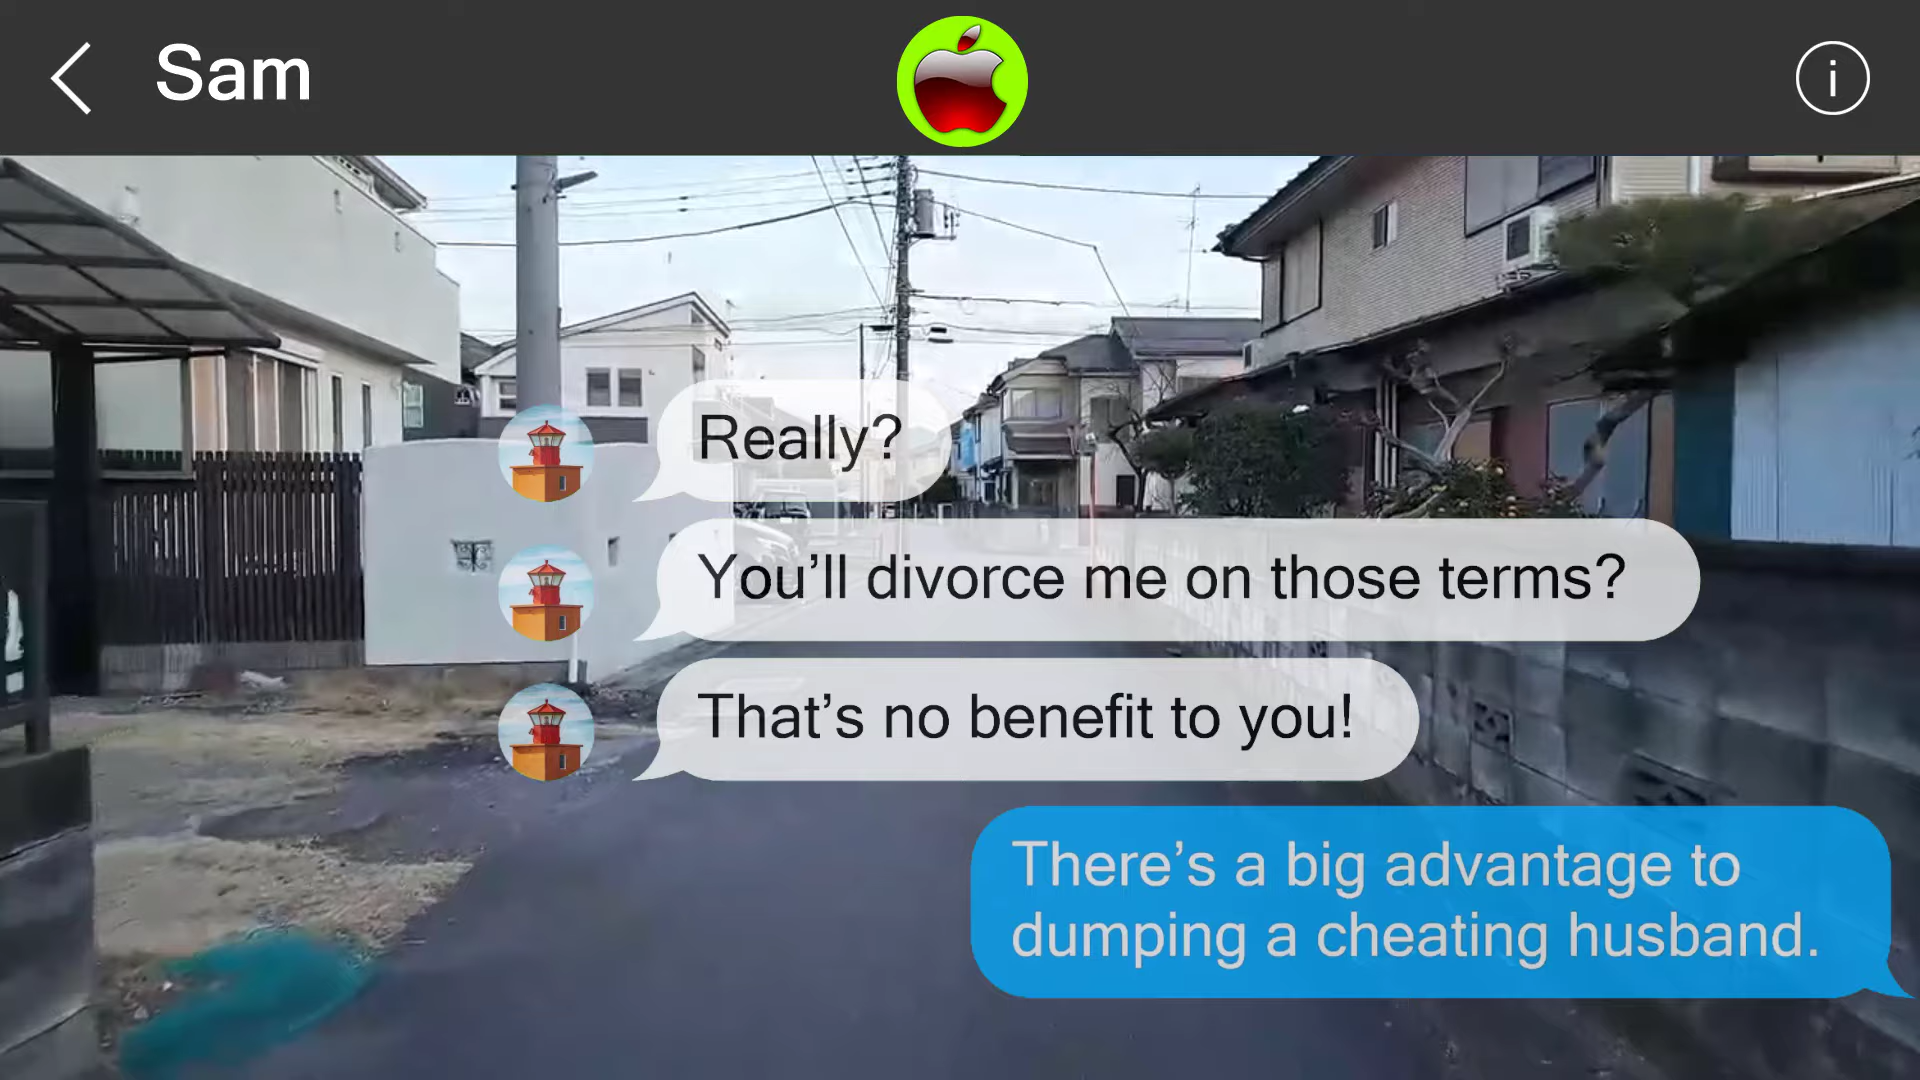 Sam
Really?
You’ll divorce me on those terms?
That’s no benefit to you!
There’s a big advantage to
dumping a cheating husband.